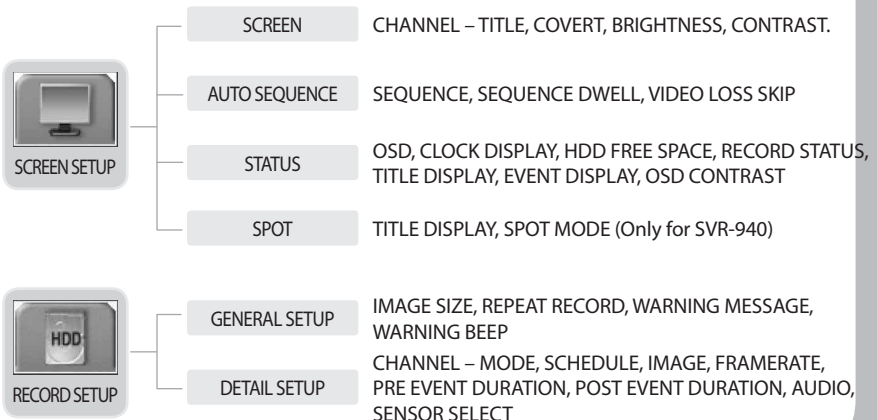 SCREEN
CHANNEL – TITLE, COVERT, BRIGHTNESS, CONTRAST.
AUTO SEQUENCE
SEQUENCE, SEQUENCE DWELL, VIDEO LOSS SKIP
SCREEN SETUP
STATUS
OSD, CLOCK DISPLAY, HDD FREE SPACE, RECORD STATUS,
TITLE DISPLAY, EVENT DISPLAY, OSD CONTRAST
SPOT
TITLE DISPLAY, SPOT MODE (Only for SVR-940)
HDD
RECORD SETUP
GENERAL SETUP
IMAGE SIZE, REPEAT RECORD, WARNING MESSAGE,
WARNING BEEP
DETAIL SETUP
CHANNEL – MODE, SCHEDULE, IMAGE, FRAMERATE,
PRE EVENT DURATION, POST EVENT DURATION, AUDIO,
SENSOR SELECT